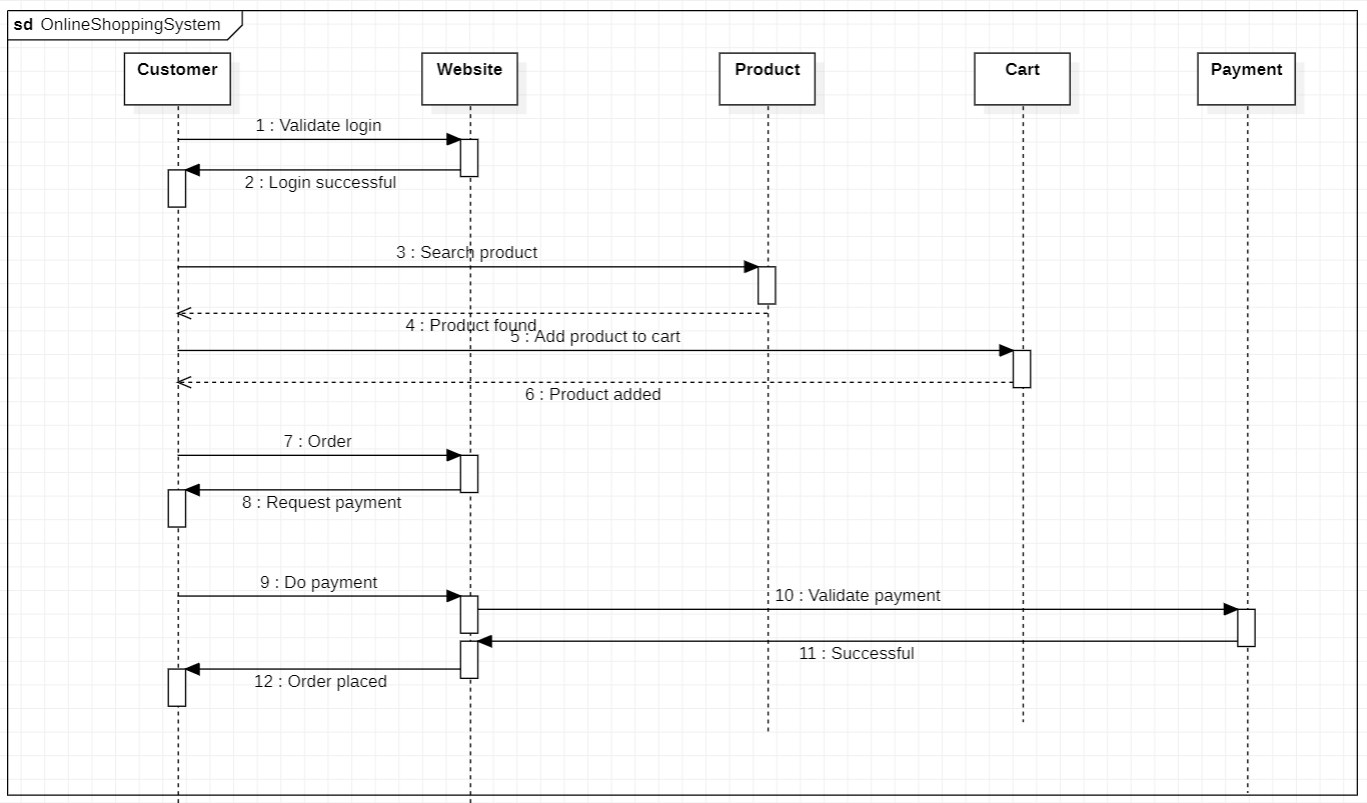 sd OnlineShoppingSystem
Customer
Website
Product
Cart
Payment
1 : Validate login
2 : Login successful
3 : Search product
4 : Product found
5 : Add product to cart
6 : Product added
7 : Order
8 : Request payment
9 : Do payment
10 : Validate payment
11 : Successful
12 : Order placed